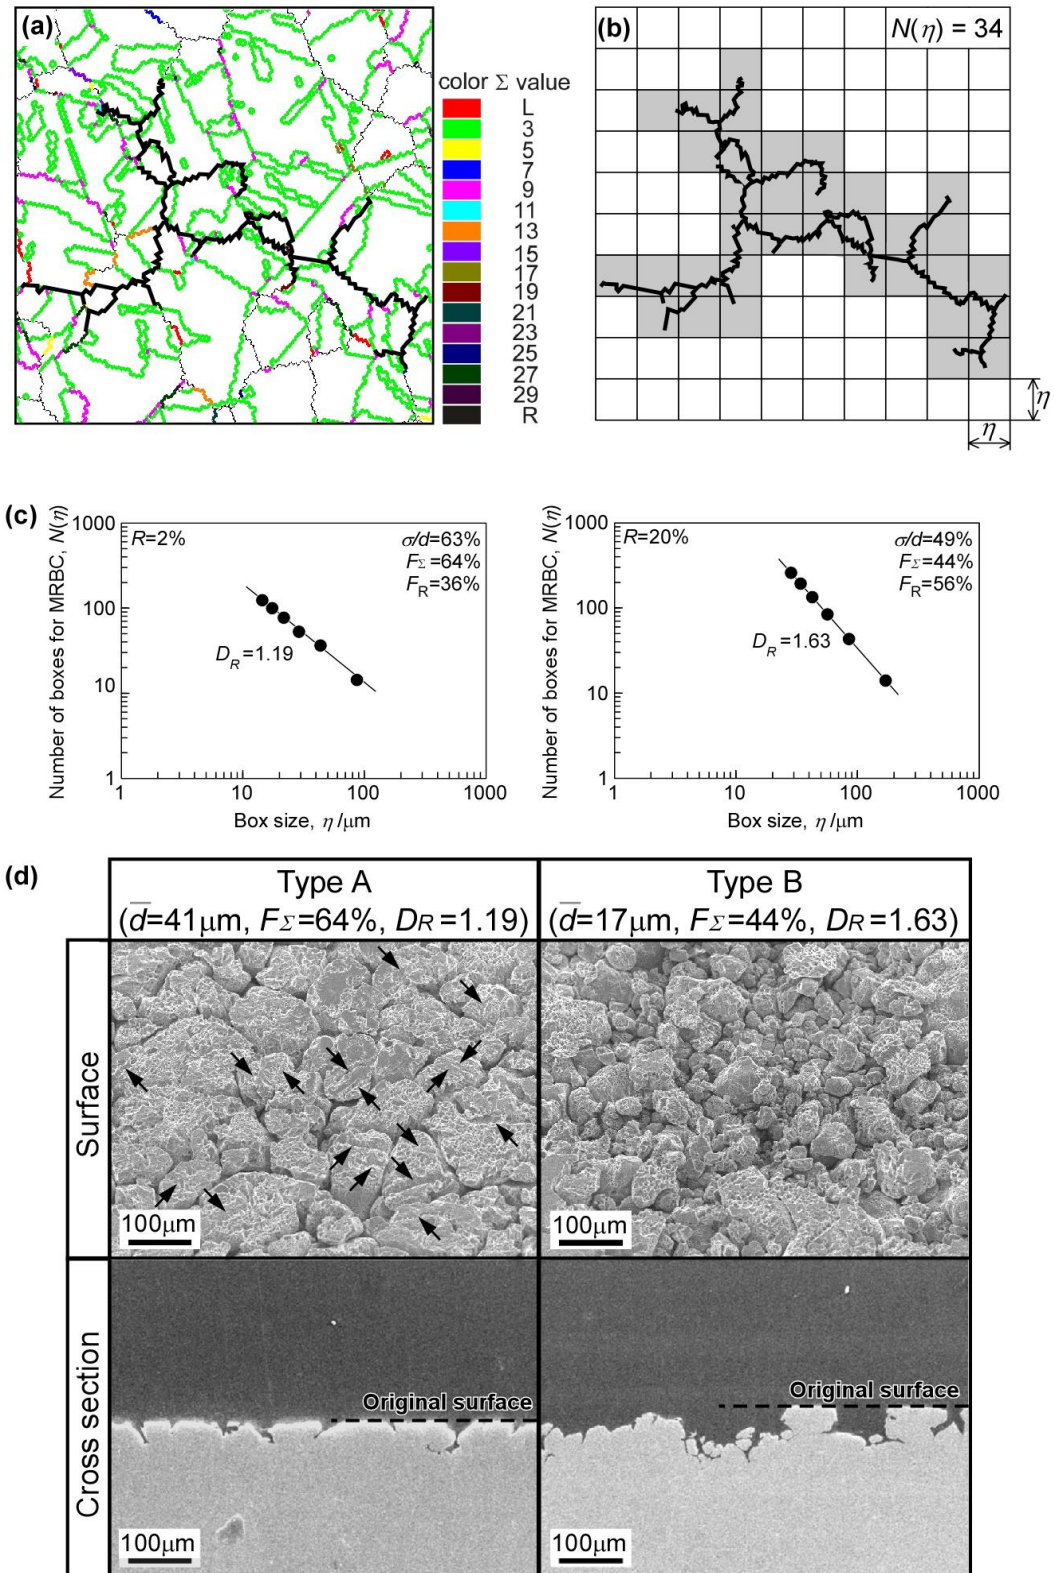 (a)
color Σ value
L
3
5
7
9
11
13
15
17
19
21
23
25
27
29
R
(b)
N(η) = 34
η
η
(c)
Number of boxes for MRBC, N(η)
1000
100
10
1
R=2%
σ/d=63%
FΣ=64%
FR=36%
DR=1.19
1
10
100
1000
Box size, η /μm
Number of boxes for MRBC, N(η)
1000
100
10
1
R=20%
σ/d=49%
FΣ=44%
FR=56%
DR=1.63
1
10
100
1000
Box size, η /μm
(d)
Type A
(d̅=41μm, FΣ=64%, DR=1.19)
Type B
(d̅=17μm, FΣ=44%, DR=1.63)
Surface
100μm
100μm
Cross section
Original surface
100μm
Original surface
100μm